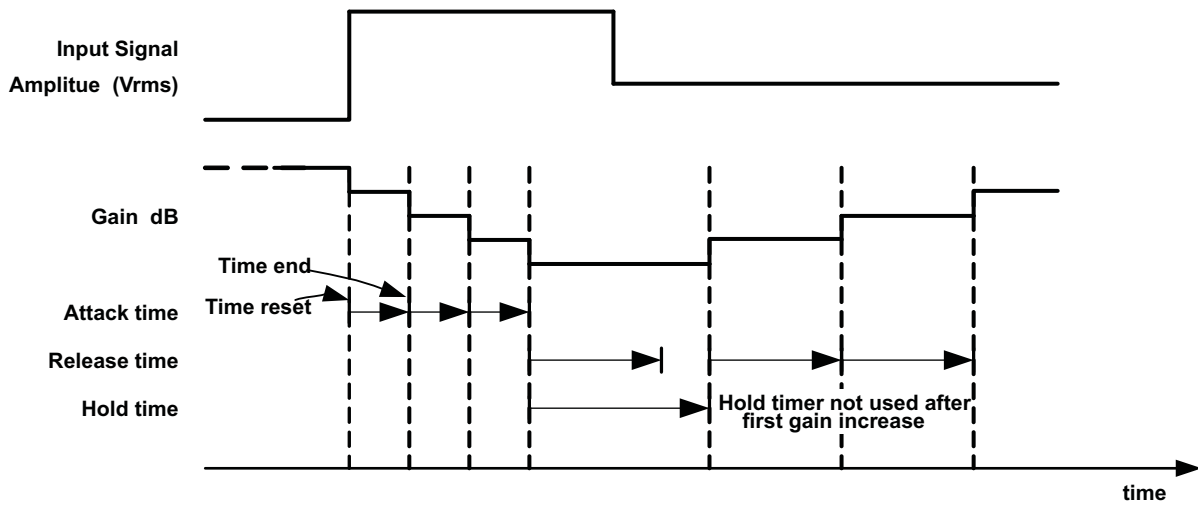 Input Signal
Amplitue (Vrms)
Gain dB
Time end
Time reset
Attack time
Release time
Hold time
Hold timer not used after
first gain increase
time